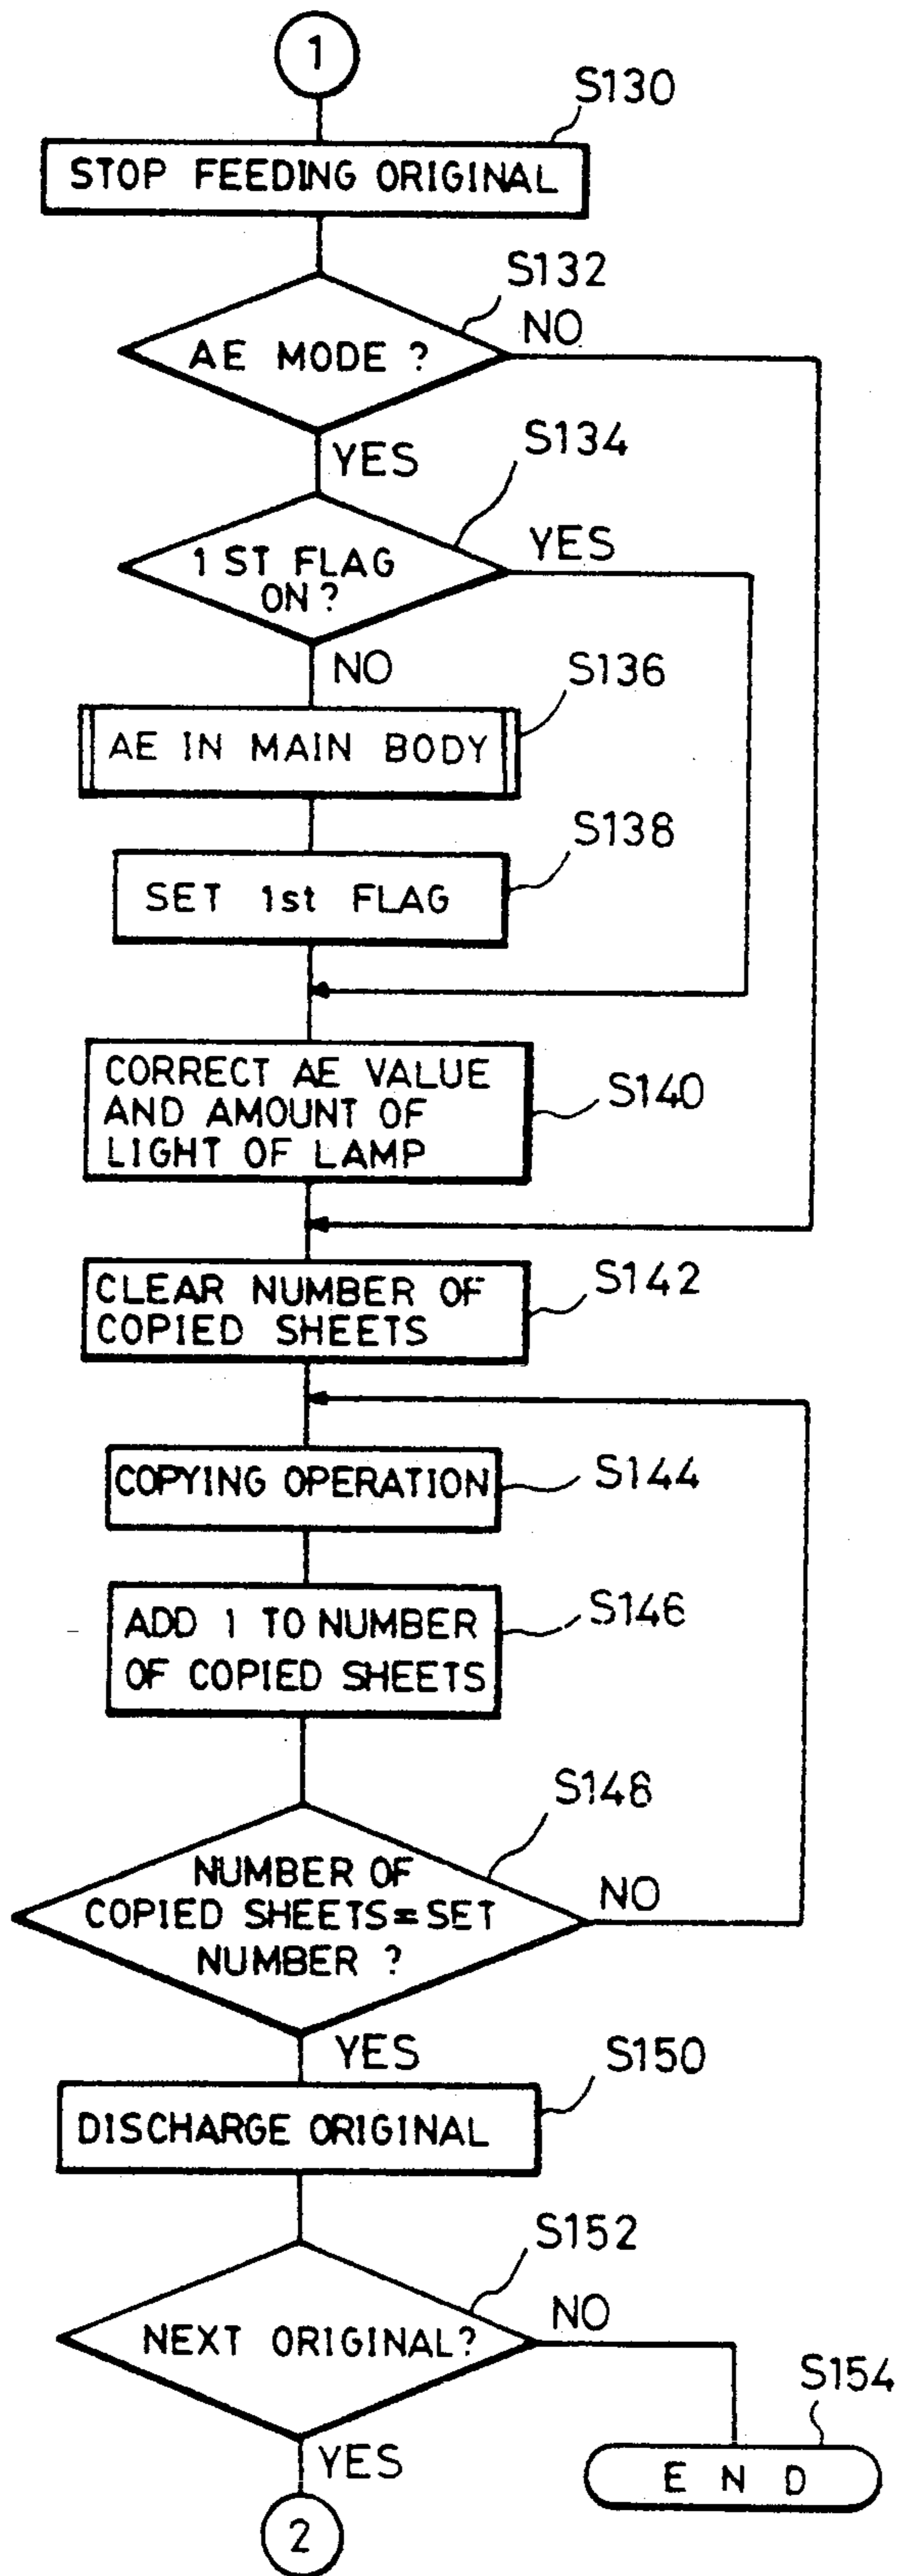 1
S130
STOP FEEDING ORIGINAL
S132
AE MODE ?
NO
YES
S134
1 ST FLAG
ON ?
YES
NO
S136
AE IN MAIN BODY
S138
SET 1st FLAG
CORRECT AE VALUE
AND AMOUNT OF
LIGHT OF LAMP
S140
CLEAR NUMBER OF
COPIED SHEETS
S142
COPYING OPERATION
S144
ADD 1 TO NUMBER
OF COPIED SHEETS
S146
S148
NUMBER OF
COPIED SHEETS = SET
NUMBER ?
NO
YES
S150
DISCHARGE ORIGINAL
S152
NEXT ORIGINAL?
NO
YES
S154
E N D
2